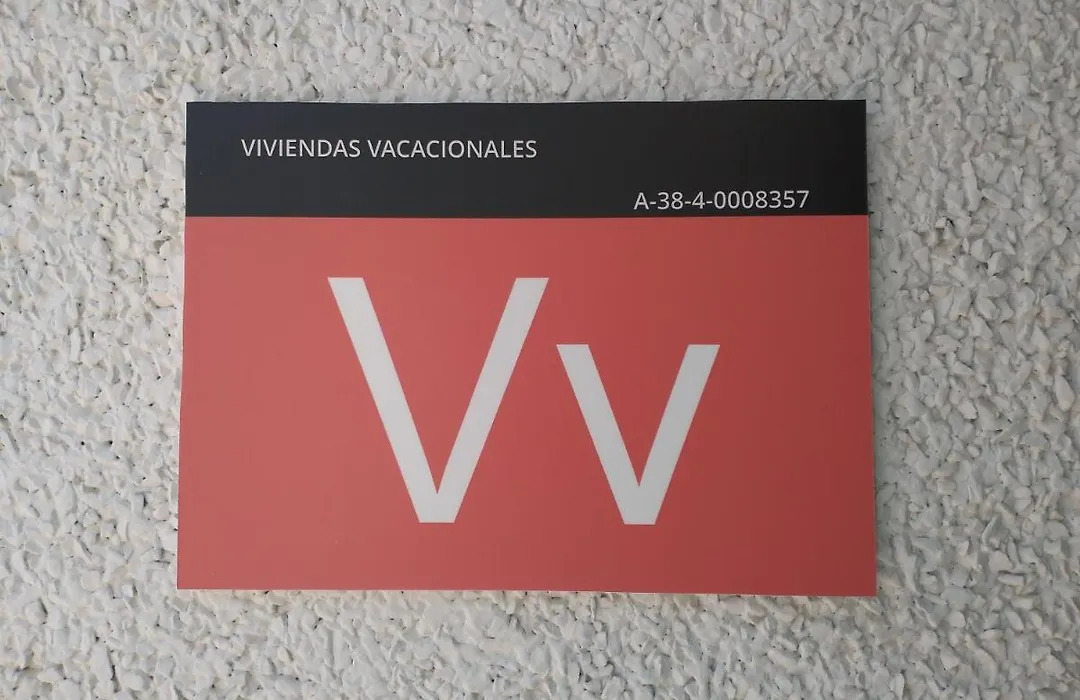 VIVIENDAS VACACIONALES
A-38-4-0008357
Vv